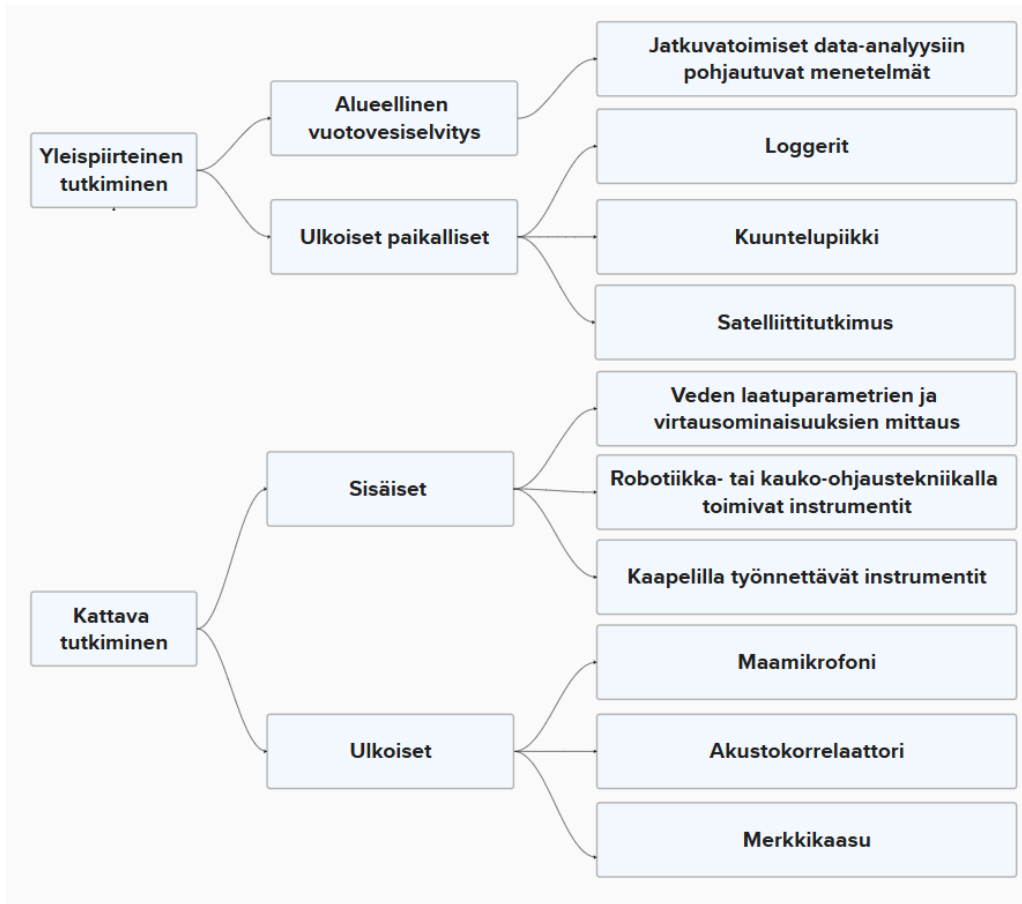 Yleispiirteinen
tutkiminen
Alueellinen
vuotovesiselvitys
Jatkuvatoimiset data-analyysiin
pohjautuvat menetelmät
Ulkoiset paikalliset
Loggerit
Kuuntelupiikki
Satelliittitutkimus
Kattava
tutkiminen
Sisäiset
Veden laatuparametrien ja
virtausominaisuuksien mittaus
Robotiikka- tai kauko-ohjaustekniikalla
toimivat instrumentit
Kaapelilla työnnettävät instrumentit
Ulkoiset
Maamikrofoni
Akustokorrelaattori
Merkkikaasu